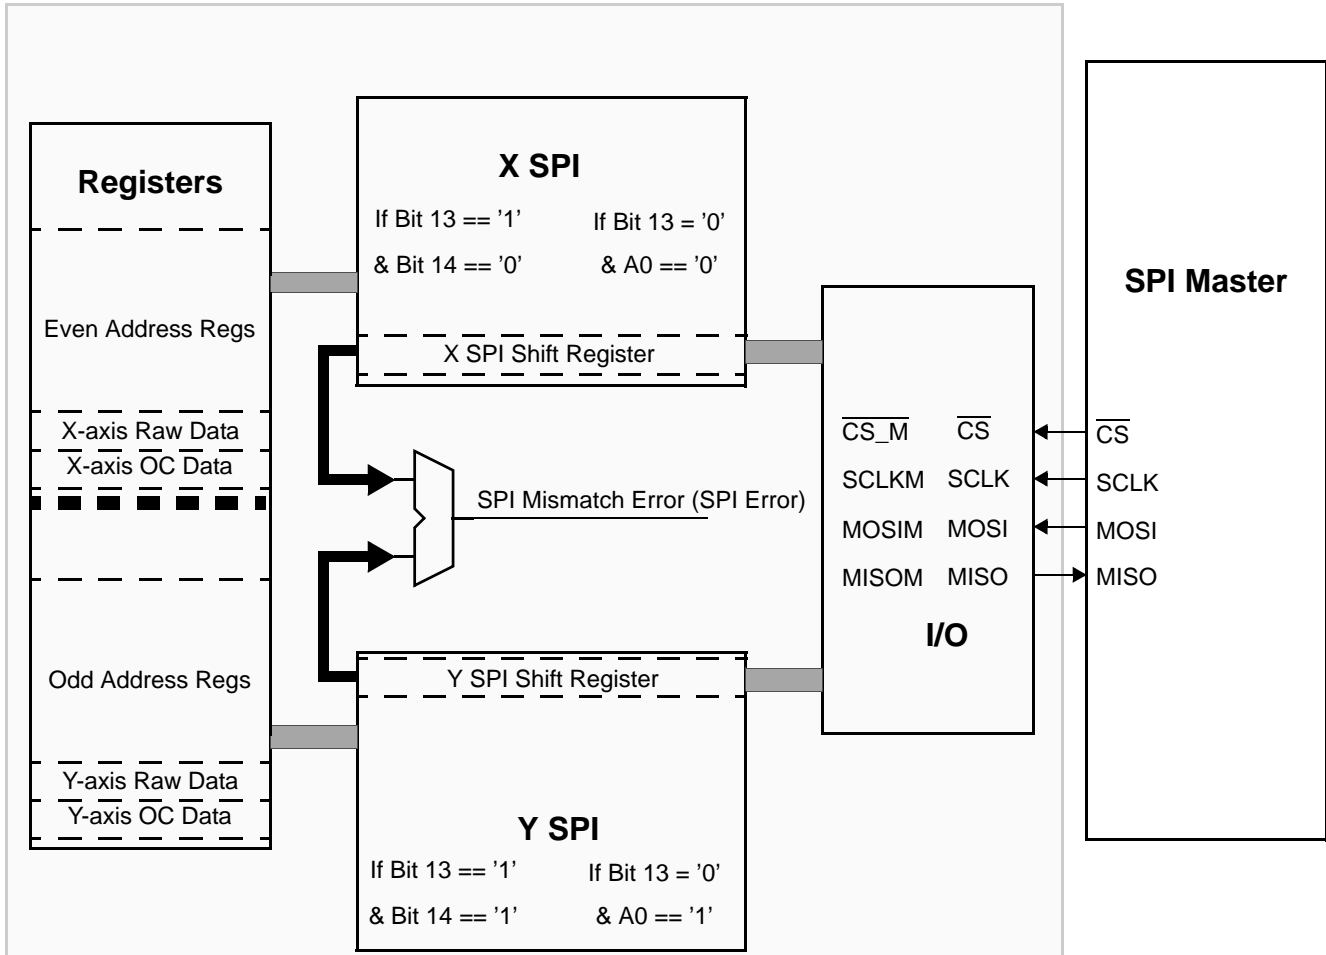 Registers
Even Address Regs
X-axis Raw Data
X-axis OC Data
Odd Address Regs
Y-axis Raw Data
Y-axis OC Data
X SPI
If Bit 13 == '1' If Bit 13 = '0'
& Bit 14 == '0' & A0 == '0'
X SPI Shift Register
SPI Mismatch Error (SPI Error)
Y SPI Shift Register
Y SPI
If Bit 13 == '1' If Bit 13 = '0'
& Bit 14 == '1' & A0 == '1'
C̅S̅_̅M̅ C̅S̅
SCLKM SCLK
MOSIM MOSI
MISOM MISO
I/O
SPI Master
C̅S̅
SCLK
MOSI
MISO